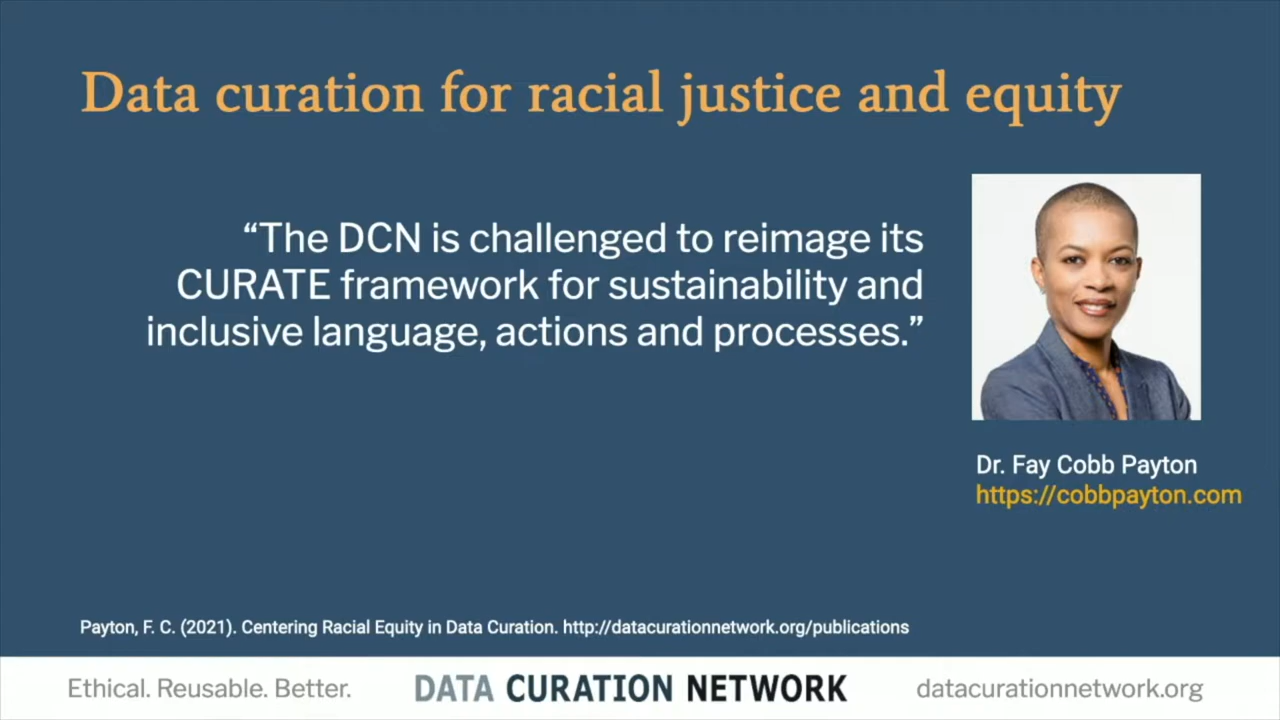 Data curation for racial justice and equity
“The DCN is challenged to reimage its
CURATE framework for sustainability and
inclusive language, actions and processes.”
Dr. Fay Cobb Payton
https://cobbpayton.com
Payton, F. C. (2021). Centering Racial Equity in Data Curation. http://datacurationnetwork.org/publications
Ethical. Reusable. Better.
DATA CURATION NETWORK
datacurationnetwork.org